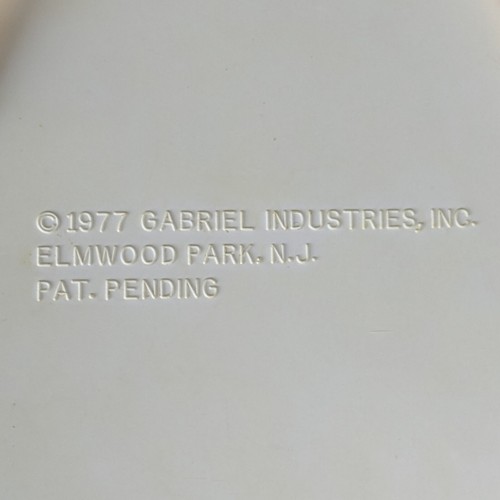 ©1977 GABRIEL INDUSTRIES, INC.
ELMWOOD PARK, N.J.
PAT. PENDING